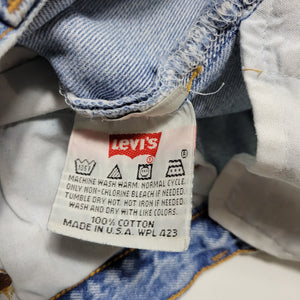 Levi's
MACHINE WASH WARM: NORMAL CYCLE.
ONLY NON-CHLORINE BLEACH IF NEEDED.
TUMBLE DRY HOT. HOT IRON IF NEEDED.
WASH AND DRY WITH LIKE COLORS.
100% COTTON
MADE IN U.S.A. WPL 423